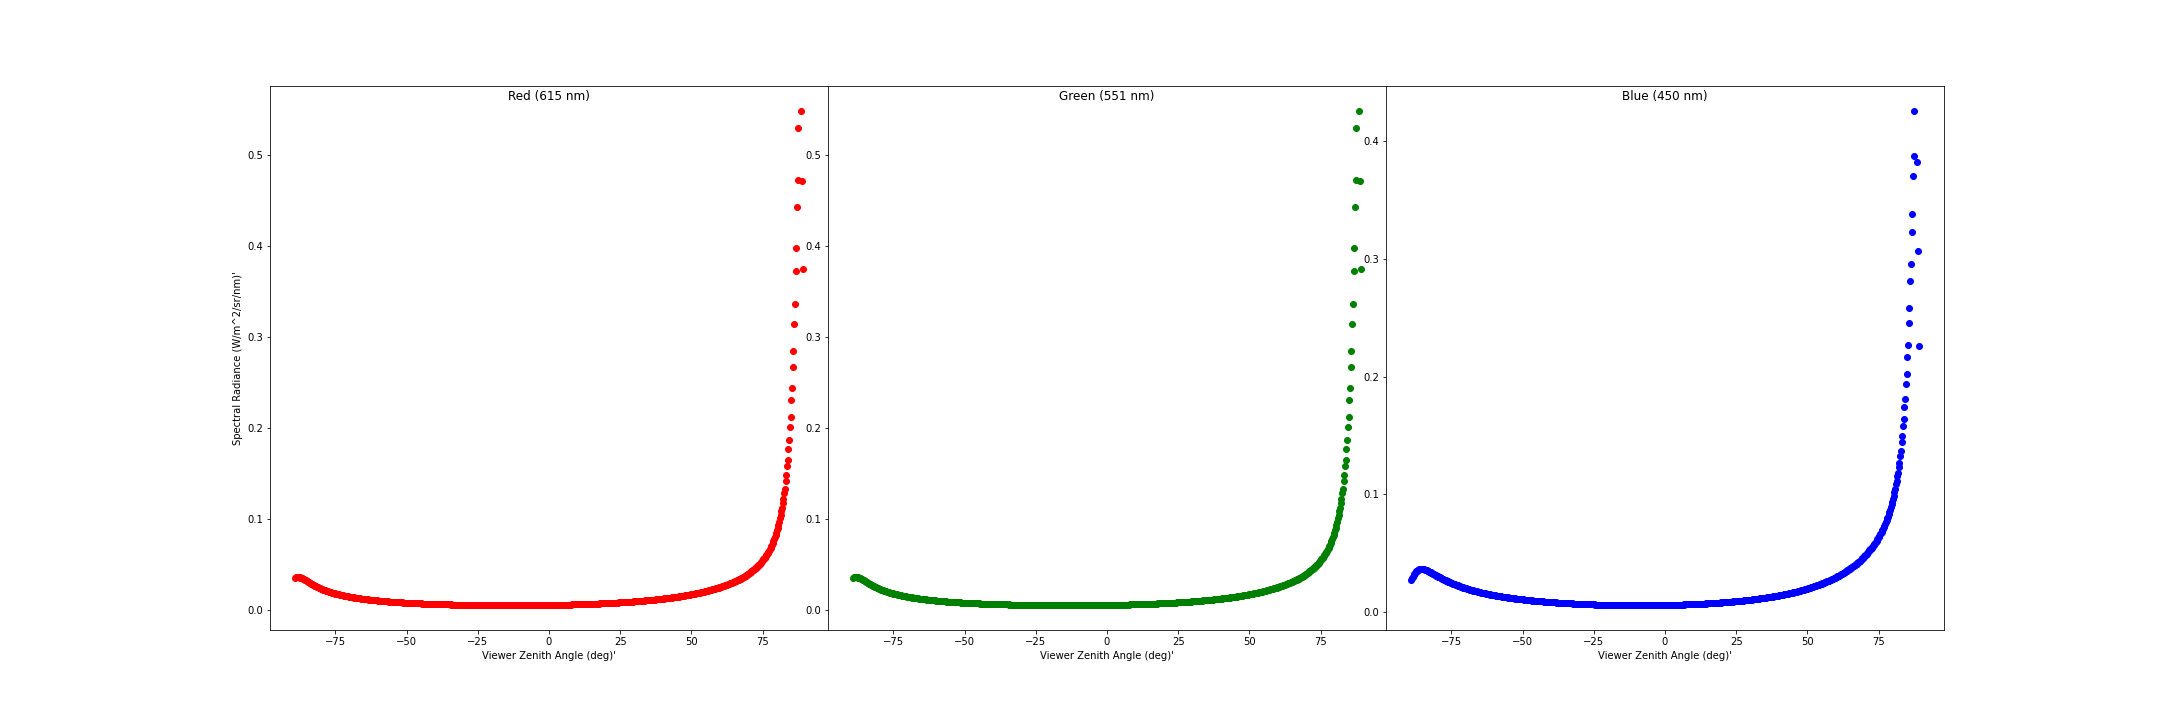 Red (615 nm)
Green (551 nm)
Blue (450 nm)
Spectral Radiance (W/m^2/sr/nm)'
0.5
0.4
0.3
0.2
0.1
0.0
0.5
0.4
0.3
0.2
0.1
0.0
0.4
0.3
0.2
0.1
0.0
−75 −50 −25 0 25 50 75
−75 −50 −25 0 25 50 75
−75 −50 −25 0 25 50 75
Viewer Zenith Angle (deg)'
Viewer Zenith Angle (deg)'
Viewer Zenith Angle (deg)'